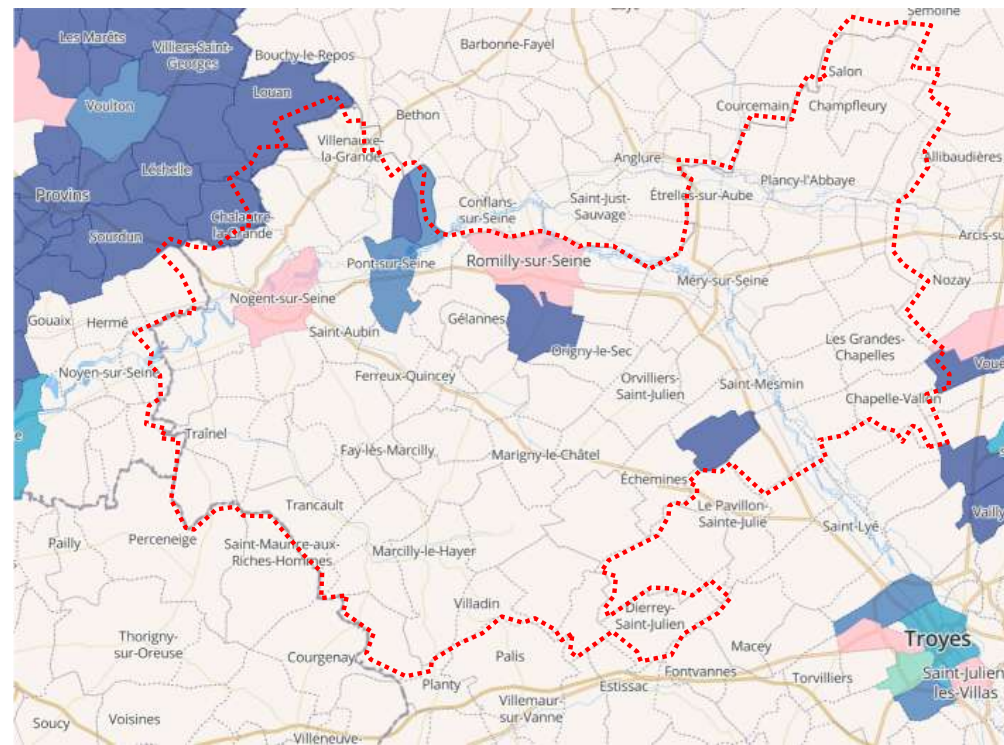 Semoine
Les Marêts
Villiers-Saint-
Georges
Bouchy-le-Repos
Barbonne-Fayel
Salon
Louan
Voulton
Courcemain
Champfleury
Bethon
Villenauxe-
la-Grande
Anglure
Allibaudières
Léchelle
Plancy-l'Abbaye
Provins
Étrelles-sur-Aube
Saint-Just-
Sauvage
Conflans-
sur-Seine
Chalautre-
la-Grande
Sourdun
Arcis-su
Pont-sur-Seine
Romilly-sur-Seine
Méry-sur-Seine
Nozay
Nogent-sur-Seine
Gouaix
Hermé
Saint-Aubin
Gélannes
Origny-le-Sec
Les Grandes-
Chapelles
Voue
Noyen-sur-Seine
Ferreux-Quincey
Orvilliers-
Saint-Julien
Saint-Mesmin
Chapelle-Vallon
Traînel
Fay-lès-Marcilly
Marigny-le-Châtel
Échemines
Trancault
Le Pavillon-
Sainte-Julie
Vailly
Saint-Lyé
Pailly
Perceneige
Saint-Maurice-aux-
Riches-Hommes
Marcilly-le-Hayer
Villadin
Dierrey-
Saint-Julien
Thorigny-
sur-Oreuse
Courgenay
Palis
Macey
Troyes
Fontvannes
Torvilliers
Saint-Julien
les-Villas
Planty
Estissac
Villemaur-
sur-Vanne
Soucy
Voisines
Villeneuve-